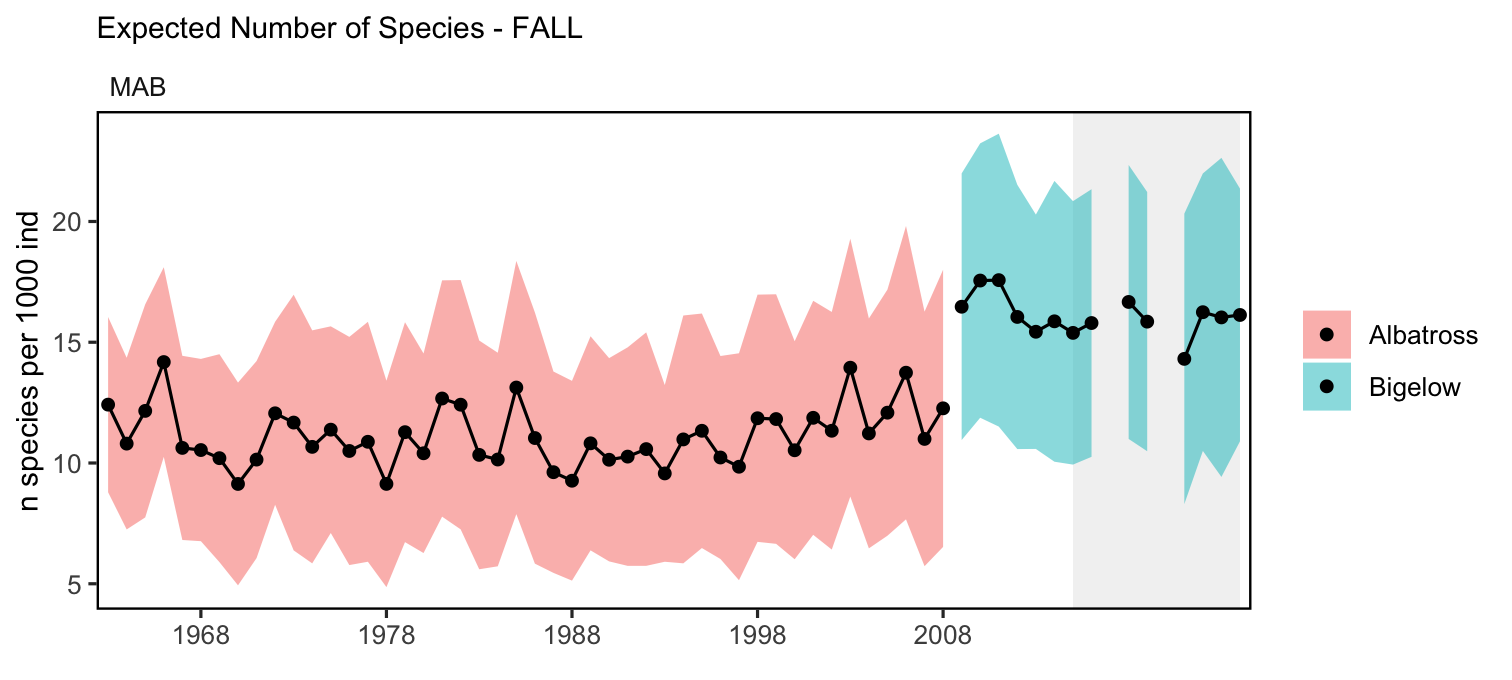 Expected Number of Species - FALL
MAB
n species per 1000 ind
20
15
10
5
1968 1978 1988 1998 2008
Albatross
Bigelow